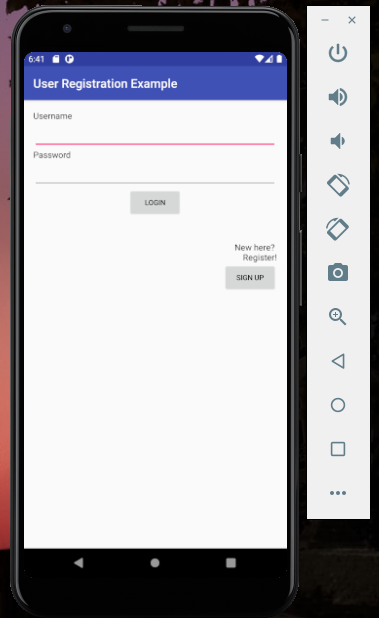 6:41
User Registration Example
Username
Password
LOGIN
New here?
Register!
SIGN UP